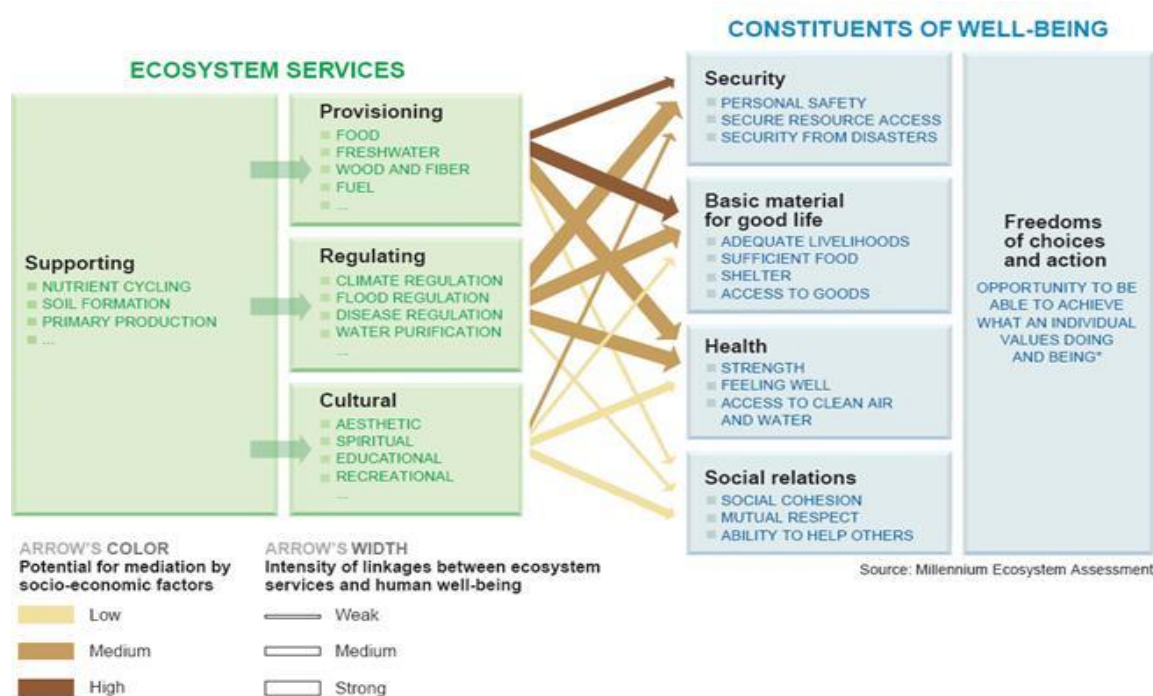 CONSTITUENTS OF WELL-BEING
ECOSYSTEM SERVICES
Supporting
NUTRIENT CYCLING
SOIL FORMATION
PRIMARY PRODUCTION
...
Provisioning
FOOD
FRESHWATER
WOOD AND FIBER
FUEL
...
Regulating
CLIMATE REGULATION
FLOOD REGULATION
DISEASE REGULATION
WATER PURIFICATION
...
Cultural
AESTHETIC
SPIRITUAL
EDUCATIONAL
RECREATIONAL
...
Security
PERSONAL SAFETY
SECURE RESOURCE ACCESS
SECURITY FROM DISASTERS
Basic material
for good life
ADEQUATE LIVELIHOODS
SUFFICIENT FOOD
SHELTER
ACCESS TO GOODS
Health
STRENGTH
FEELING WELL
ACCESS TO CLEAN AIR
AND WATER
Social relations
SOCIAL COHESION
MUTUAL RESPECT
ABILITY TO HELP OTHERS
Freedoms
of choices
and action
OPPORTUNITY TO BE
ABLE TO ACHIEVE
WHAT AN INDIVIDUAL
VALUES DOING
AND BEING"
Source: Millennium Ecosystem Assessment
ARROW'S COLOR
Potential for mediation by
socio-economic factors
Low
Medium
High
ARROW'S WIDTH
Intensity of linkages between ecosystem
services and human well-being
Weak
Medium
Strong